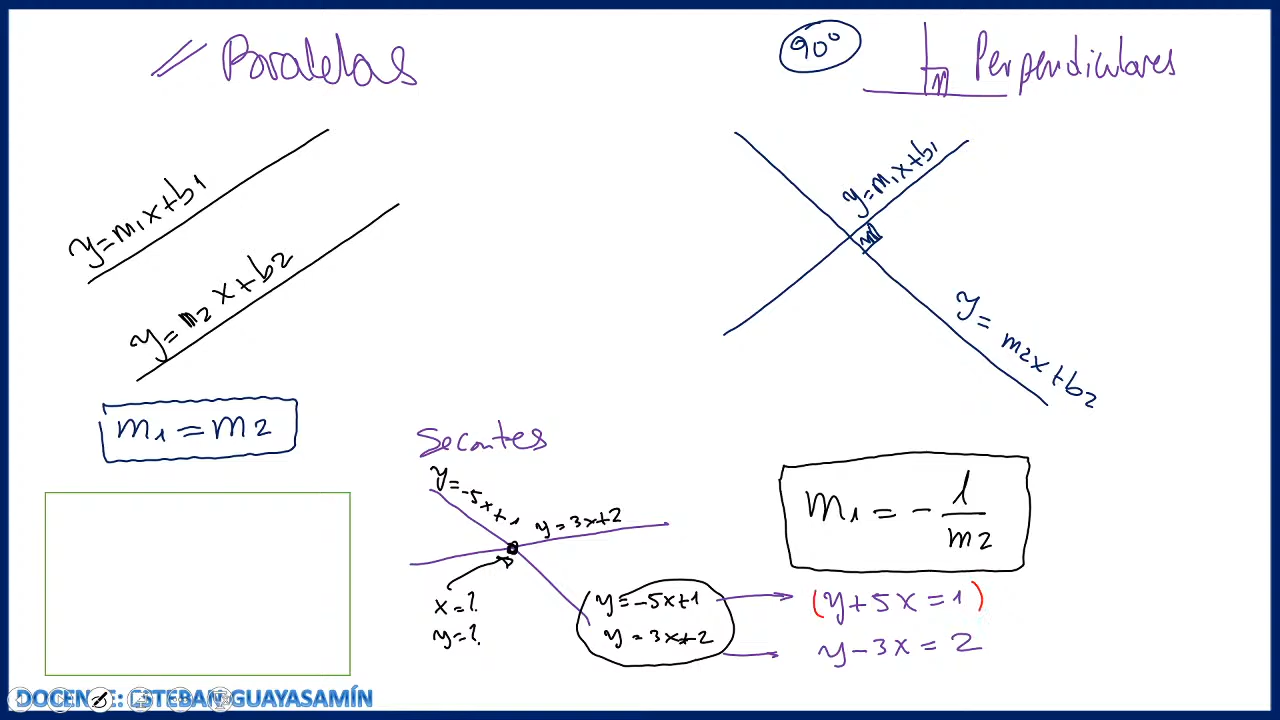 // Paralelas
y=m1x+b1
y=m2x+b2
m1=m2
90°
Perpendiculares
y=m1x+b1
y=m2x+b2
m1=-1/m2
Secantes
y=-5x+1
y=3x+2
x=?
y=?
y=-5x+1
y=3x+2
(y+5x=1)
y-3x=2
DOCENTE: ESTEBAN GUAYASAMÍN